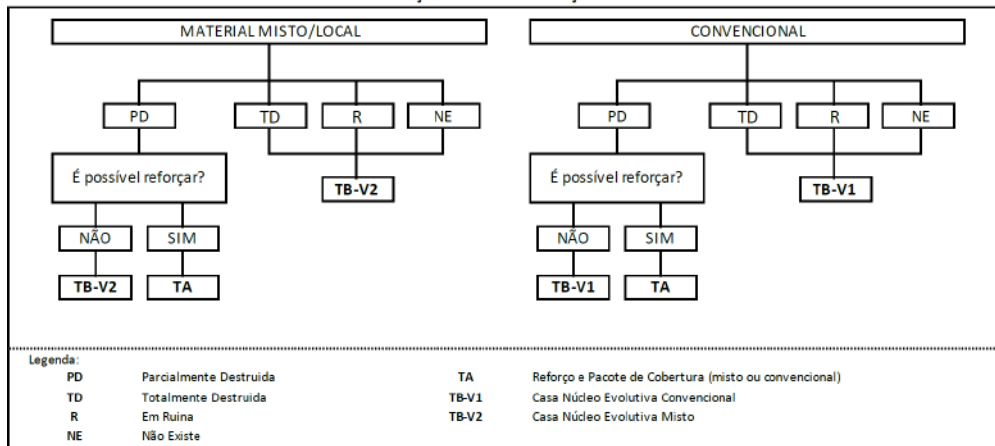 MATERIAL MISTO/LOCAL
PD TD R NE
É possível reforçar?
TB-V2
NÃO SIM
TB-V2 TA
CONVENCIONAL
PD TD R NE
É possível reforçar?
TB-V1
NÃO SIM
TB-V1 TA
Legenda:
PD Parcialmente Destruida
TD Totalmente Destruida
R Em Ruina
NE Não Existe
TA Reforço e Pacote de Cobertura (misto ou convencional)
TB-V1 Casa Núcleo Evolutiva Convencional
TB-V2 Casa Núcleo Evolutiva Misto